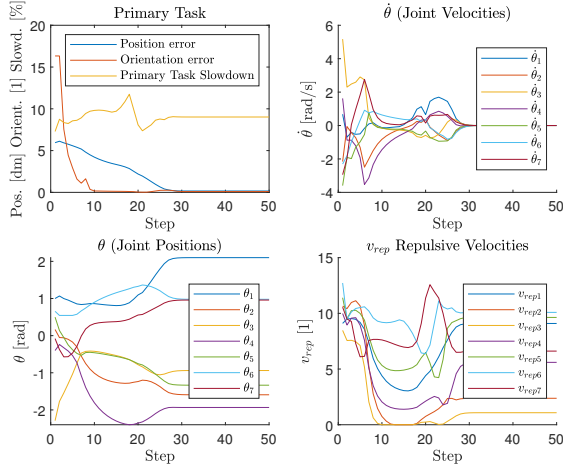 Primary Task
Pos. [dm] Orient. [1] Slowd. [%]
20
15
10
5
0
Position error
Orientation error
Primary Task Slowdown
0 10 20 30 40 50
Step
θ̇ (Joint Velocities)
θ̇ [rad/s]
6
4
2
0
-2
-4
θ̇1
θ̇2
θ̇3
θ̇4
θ̇5
θ̇6
θ̇7
0 10 20 30 40 50
Step
θ (Joint Positions)
θ [rad]
2
1
0
-1
-2
θ1
θ2
θ3
θ4
θ5
θ6
θ7
0 10 20 30 40 50
Step
vrep Repulsive Velocities
vrep [1]
15
10
5
0
vrep1
vrep2
vrep3
vrep4
vrep5
vrep6
vrep7
0 10 20 30 40 50
Step